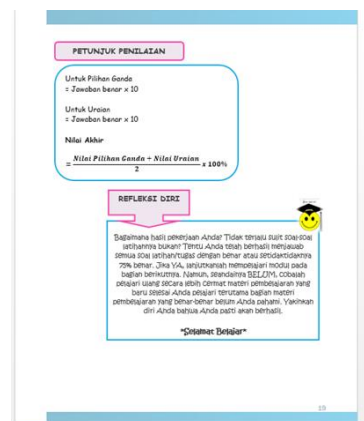 PETUNJUK PENILAIAN
Untuk Pilihan Ganda
= Jawaban benar x 10
Untuk Uraian
= Jawaban benar x 10
Nilai Akhir
= Nilai Pilihan Ganda + Nilai Uraian / 2 x 100%
REFLEKSI DIRI
Bagaimana hasil pekerjaan Anda? Tidak terlalu sulit soal-soal
latihannya bukan? Tentu Anda telah berhasil menjawab
semua soal latihan/tugas dengan benar atau setidaktidaknya
75% benar. Jika YA, lanjutkanlah mempelajari modul pada
bagian berikutnya. Namun, seandainya BELUM, cobalah
pelajari ulang secara lebih cermat materi pembelajaran yang
baru selesai Anda pelajari terutama bagian materi
pembelajaran yang benar-benar belum Anda pahami. Yakinkan
diri Anda bahwa Anda pasti akan berhasil.
*Selamat Belajar*